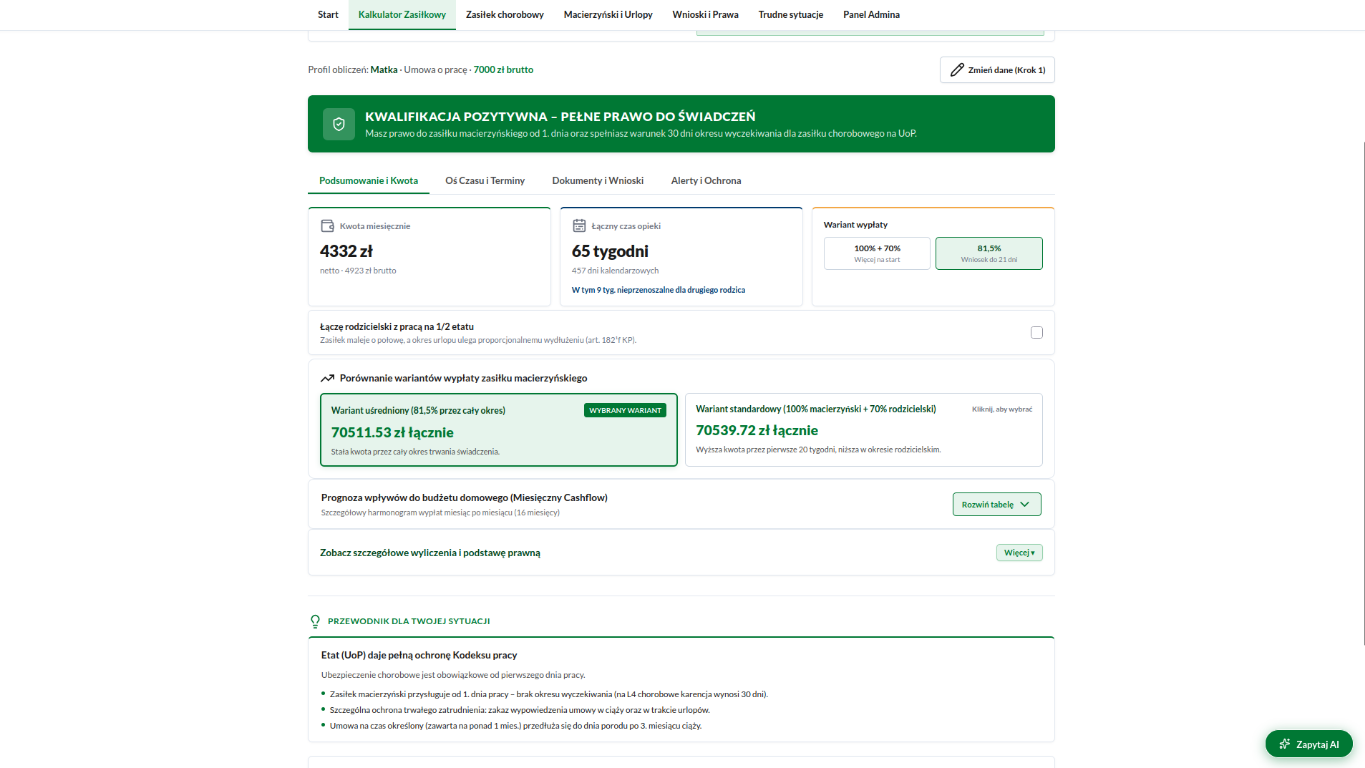 Start Kalkulator Zasiłkowy Zasiłek chorobowy Macierzyński i Urlopy Wnioski i Prawa Trudne sytuacje Panel Admina
Profil obliczeń: Matka · Umowa o pracę · 7000 zł brutto
Zmień dane (Krok 1)
KWALIFIKACJA POZYTYWNA – PEŁNE PRAWO DO ŚWIADCZEŃ
Masz prawo do zasiłku macierzyńskiego od 1. dnia oraz spełniasz warunek 30 dni okresu wyczekiwania dla zasiłku chorobowego na UoP.
Podsumowanie i Kwota Oś Czasu i Terminy Dokumenty i Wnioski Alerty i Ochrona
Kwota miesięcznie
4332 zł
netto · 4923 zł brutto
Łączny czas opieki
65 tygodni
457 dni kalendarzowych
W tym 9 tyg. nieprzenoszalne dla drugiego rodzica
Wariant wypłaty
100% + 70%
Więcej na start
81,5%
Wniosek do 21 dni
Łączę rodzicielski z pracą na 1/2 etatu
Zasiłek maleje o połowę, a okres urlopu ulega proporcjonalnemu wydłużeniu (art. 182¹f KP).
Porównanie wariantów wypłaty zasiłku macierzyńskiego
Wariant uśredniony (81,5% przez cały okres)
WYBRANY WARIANT
70511.53 zł łącznie
Stała kwota przez cały okres trwania świadczenia.
Wariant standardowy (100% macierzyński + 70% rodzicielski)
Kliknij, aby wybrać
70539.72 zł łącznie
Wyższa kwota przez pierwsze 20 tygodni, niższa w okresie rodzicielskim.
Prognoza wpływów do budżetu domowego (Miesięczny Cashflow)
Szczegółowy harmonogram wypłat miesiąc po miesiącu (16 miesięcy)
Rozwiń tabelę
Zobacz szczegółowe wyliczenia i podstawę prawną
Więcej ▾
PRZEWODNIK DLA TWOJEJ SYTUACJI
Etat (UoP) daje pełną ochronę Kodeksu pracy
Ubezpieczenie chorobowe jest obowiązkowe od pierwszego dnia pracy.
Zasiłek macierzyński przysługuje od 1. dnia pracy – brak okresu wyczekiwania (na L4 chorobowe karencja wynosi 30 dni).
Szczególna ochrona trwałego zatrudnienia: zakaz wypowiedzenia umowy w ciąży oraz w trakcie urlopów.
Umowa na czas określony (zawarta na ponad 1 mies.) przedłuża się do dnia porodu po 3. miesiącu ciąży.
Zapytaj AI